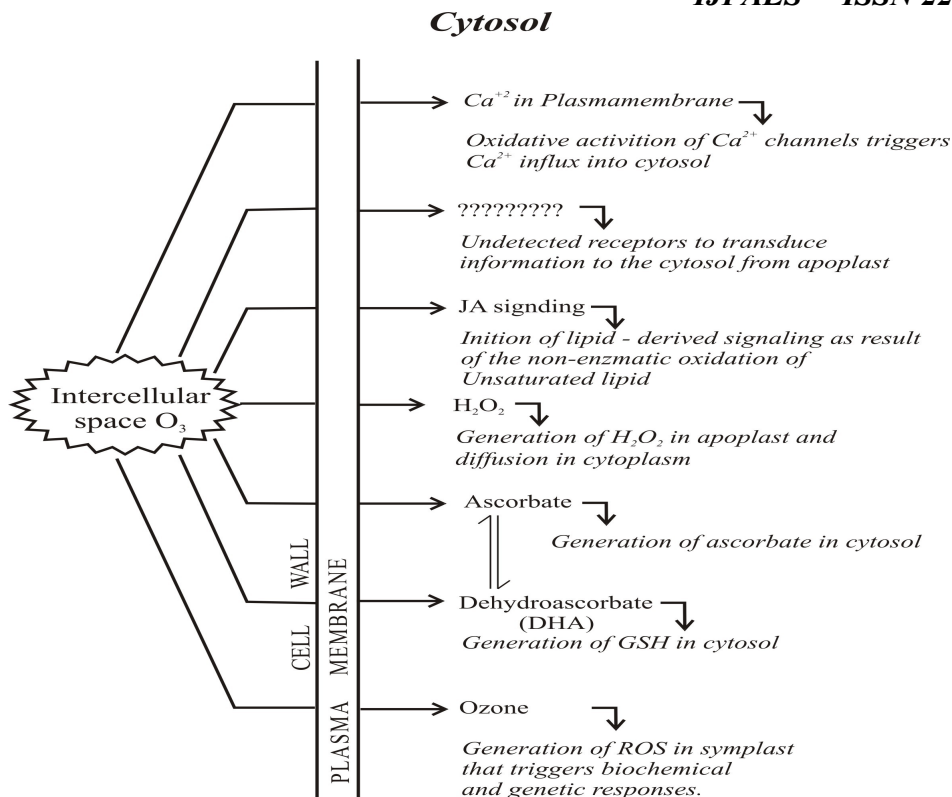 Cytosol
Ca⁺² in Plasmamembrane
Oxidative activition of Ca²⁺ channels triggers
Ca²⁺ influx into cytosol
?????????
Undetected receptors to transduce
information to the cytosol from apoplast
JA signding
Inition of lipid - derived signaling as result
of the non-enzmatic oxidation of
Unsaturated lipid
Intercellular
space O₃
H₂O₂
Generation of H₂O₂ in apoplast and
diffusion in cytoplasm
Ascorbate
Generation of ascorbate in cytosol
CELL WALL
PLASMA MEMBRANE
Dehydroascorbate
(DHA)
Generation of GSH in cytosol
Ozone
Generation of ROS in symplast
that triggers biochemical
and genetic responses.